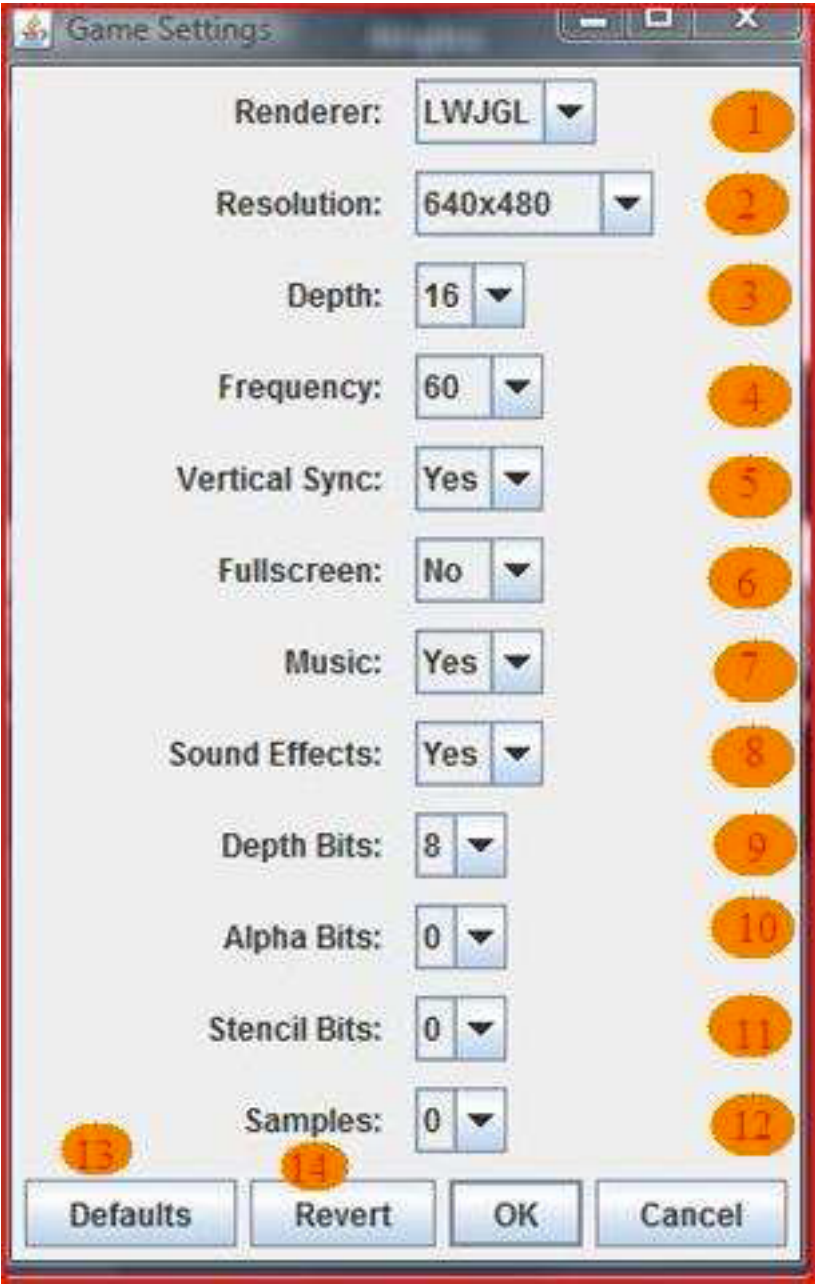 Game Settings
Renderer: LWJGL 1
Resolution: 640x480 2
Depth: 16 3
Frequency: 60 4
Vertical Sync: Yes 5
Fullscreen: No 6
Music: Yes 7
Sound Effects: Yes 8
Depth Bits: 8 9
Alpha Bits: 0 10
Stencil Bits: 0 11
Samples: 0 12
13 14
Defaults Revert OK Cancel